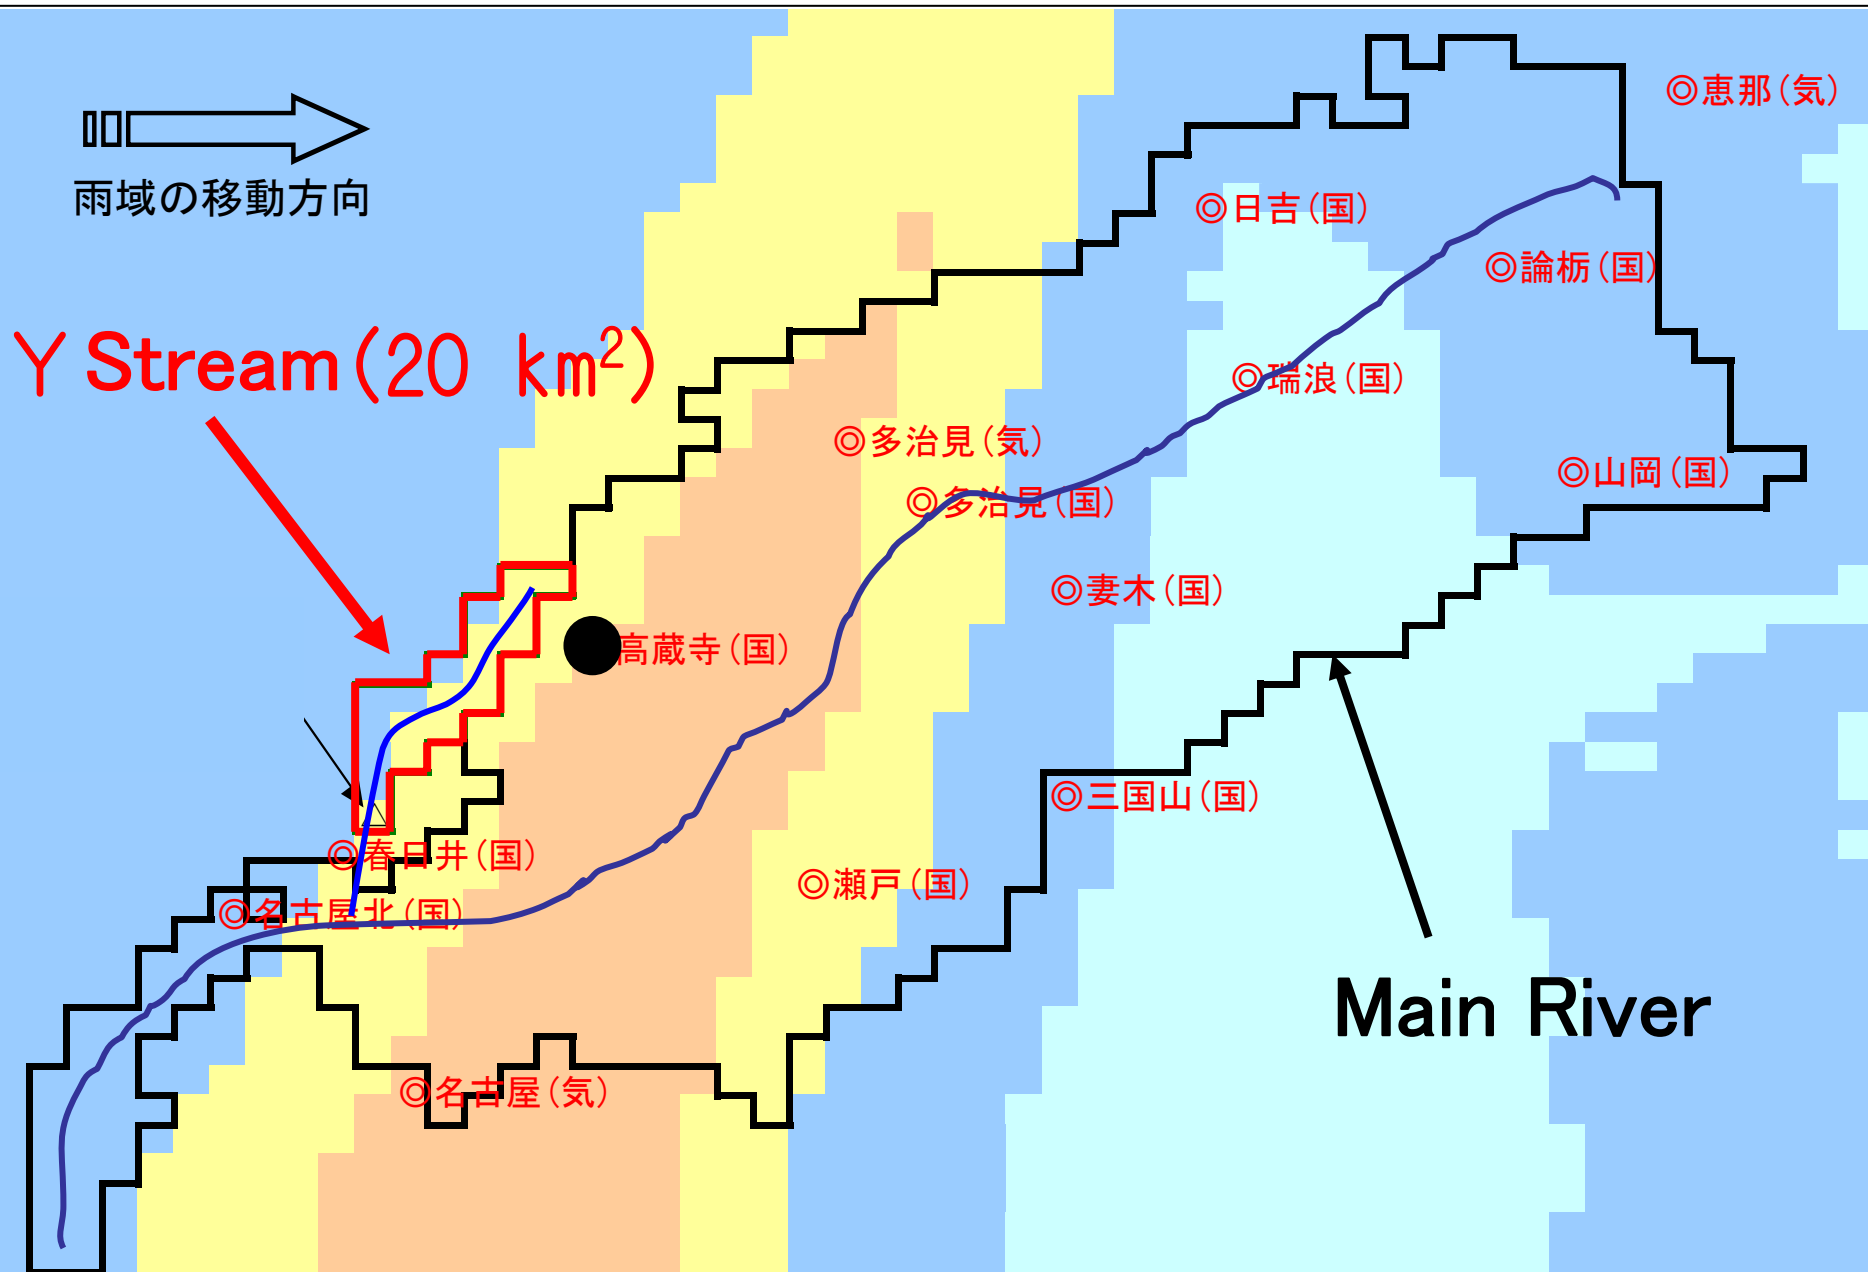 ◎恵那(気)
雨域の移動方向
◎日吉(国)
◎論栃(国)
Y Stream(20 km²)
◎瑞浪(国)
◎多治見(気)
◎山岡(国)
◎多治見(国)
◎妻木(国)
高蔵寺(国)
◎三国山(国)
◎春日井(国)
◎瀬戸(国)
◎名古屋北(国)
Main River
◎名古屋(気)